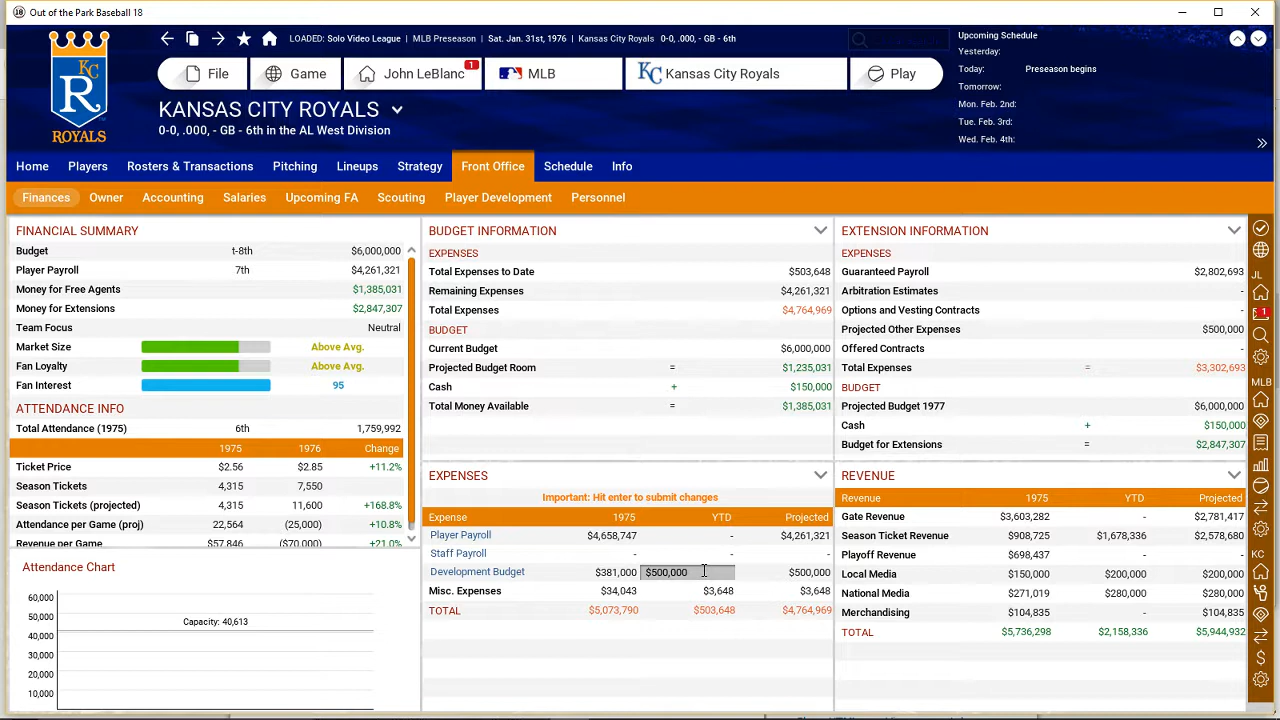 18 Out of the Park Baseball 18
LOADED: Solo Video League | MLB Preseason | Sat. Jan. 31st, 1976 | Kansas City Royals 0-0, .000, - GB - 6th
Upcoming Schedule
Yesterday:
Today: Preseason begins
Tomorrow:
Mon. Feb. 2nd:
Tue. Feb. 3rd:
Wed. Feb. 4th:
KC
R
ROYALS
File
Game
John LeBlanc 1
MLB
KC Kansas City Royals
Play
KANSAS CITY ROYALS
0-0, .000, - GB - 6th in the AL West Division
Home Players Rosters & Transactions Pitching Lineups Strategy Front Office Schedule Info
Finances Owner Accounting Salaries Upcoming FA Scouting Player Development Personnel
FINANCIAL SUMMARY
Budget t-8th $6,000,000
Player Payroll 7th $4,261,321
Money for Free Agents $1,385,031
Money for Extensions $2,847,307
Team Focus Neutral
Market Size Above Avg.
Fan Loyalty Above Avg.
Fan Interest 95
ATTENDANCE INFO
Total Attendance (1975) 6th 1,759,992
1975 1976 Change
Ticket Price $2.56 $2.85 +11.2%
Season Tickets 4,315 7,550
Season Tickets (projected) 4,315 11,600 +168.8%
Attendance per Game (proj) 22,564 (25,000) +10.8%
Revenue per Game $57,846 ($70,000) +21.0%
Attendance Chart
60,000
50,000
40,000
30,000
20,000
10,000
Capacity: 40,613
BUDGET INFORMATION
EXPENSES
Total Expenses to Date $503,648
Remaining Expenses $4,261,321
Total Expenses $4,764,969
BUDGET
Current Budget $6,000,000
Projected Budget Room = $1,235,031
Cash + $150,000
Total Money Available = $1,385,031
EXTENSION INFORMATION
EXPENSES
Guaranteed Payroll $2,802,693
Arbitration Estimates -
Options and Vesting Contracts -
Projected Other Expenses $500,000
Offered Contracts -
Total Expenses = $3,302,693
BUDGET
Projected Budget 1977 $6,000,000
Cash + $150,000
Budget for Extensions = $2,847,307
EXPENSES
Important: Hit enter to submit changes
Expense 1975 YTD Projected
Player Payroll $4,658,747 - $4,261,321
Staff Payroll - - -
Development Budget $381,000 $500,000 $500,000
Misc. Expenses $34,043 $3,648 $3,648
TOTAL $5,073,790 $503,648 $4,764,969
REVENUE
Revenue 1975 YTD Projected
Gate Revenue $3,603,282 - $2,781,417
Season Ticket Revenue $908,725 $1,678,336 $2,578,680
Playoff Revenue $698,437 - -
Local Media $150,000 $200,000 $200,000
National Media $271,019 $280,000 $280,000
Merchandising $104,835 - $104,835
TOTAL $5,736,298 $2,158,336 $5,944,932
JL
1
MLB
KC
$